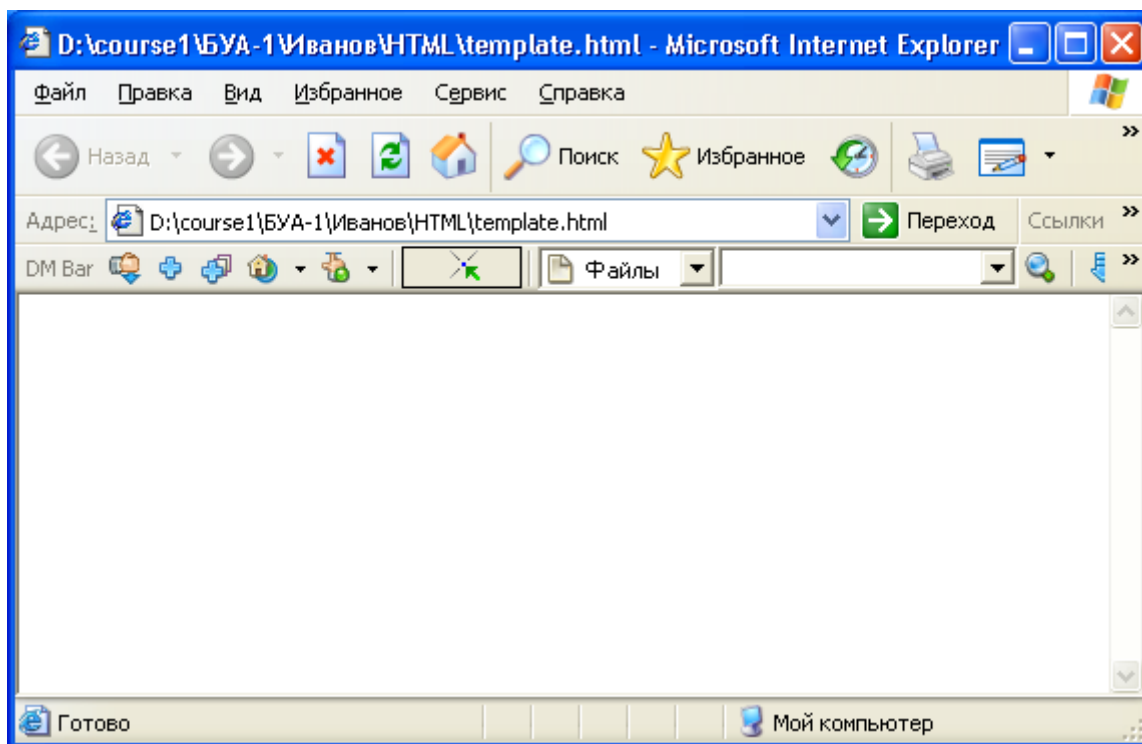 D:\course1\БУА-1\Иванов\HTML\template.html - Microsoft Internet Explorer
Файл Правка Вид Избранное Сервис Справка
Назад Поиск Избранное »
Адрес: D:\course1\БУА-1\Иванов\HTML\template.html Переход Ссылки »
DM Bar Файлы »
Готово Мой компьютер